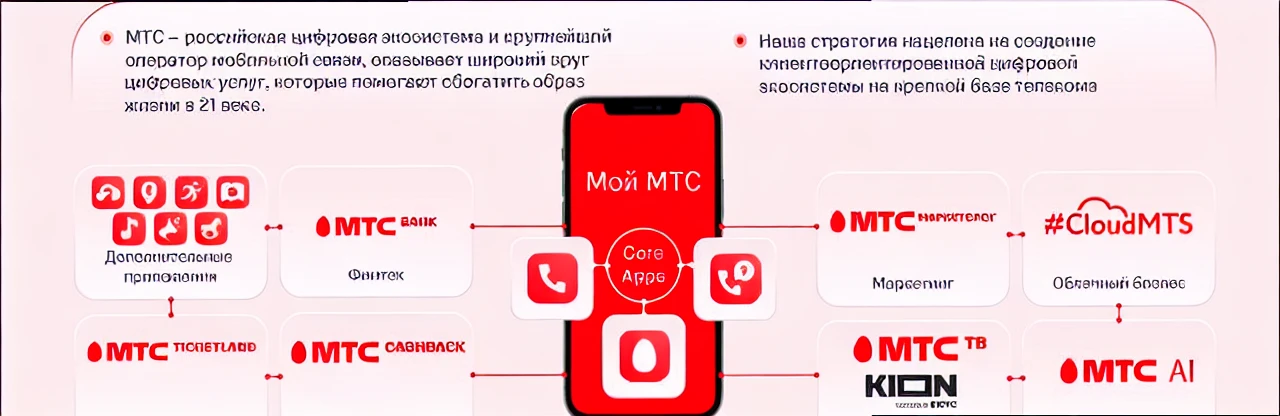 МТС – российская цифровая экосистема и крупнейший
оператор мобильной связи, оказывает широкий круг
цифровых услуг, которые помогают обогатить образ
жизни в 21 веке.
Наша стратегия нацелена на создание
клиентоориентированной цифровой
экосистемы на крепкой базе телекома
Мой МТС
Core
Apps
Дополнительные
приложения
МТС BANK
Финтех
МТС маркетолог
Маркетинг
#CloudMTS
Облачный бизнес
МТС TICKETLAND
МТС CASHBACK
МТС ТВ
KION
МТС AI